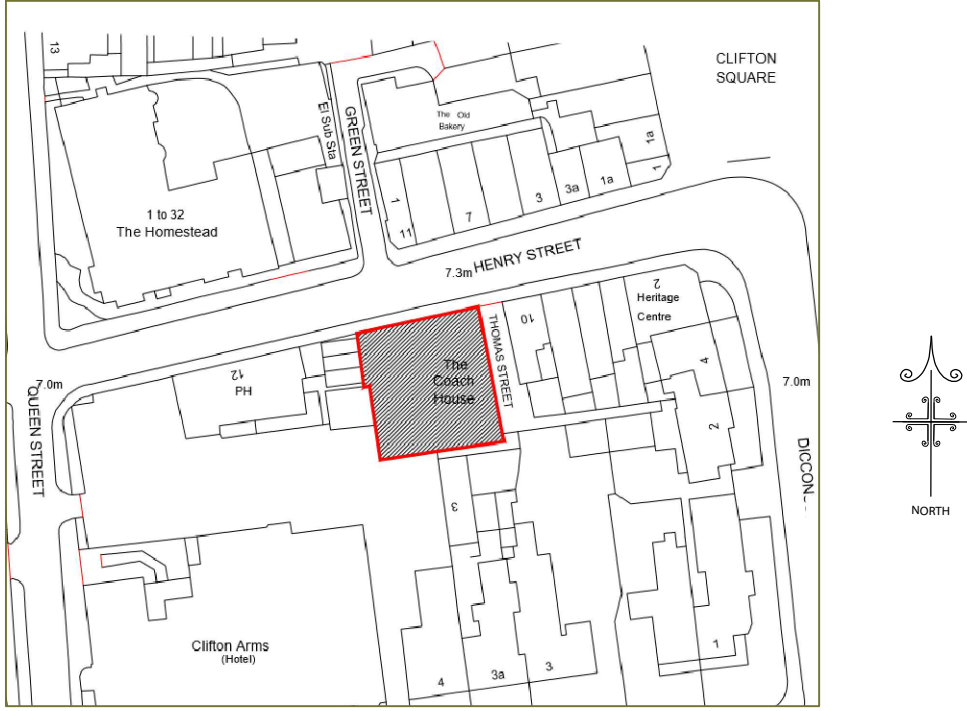 13
CLIFTON
SQUARE
El Sub Sta
GREEN STREET
The Old
Bakery
1a
1
1
11
7
3
3a
1a
1 to 32
The Homestead
7.3m
HENRY STREET
2
Heritage
Centre
10
THOMAS STREET
4
12
PH
The
Coach
House
7.0m
QUEEN STREET
7.0m
2
3
DICCON
NORTH
Clifton Arms
(Hotel)
4
3a
3
1